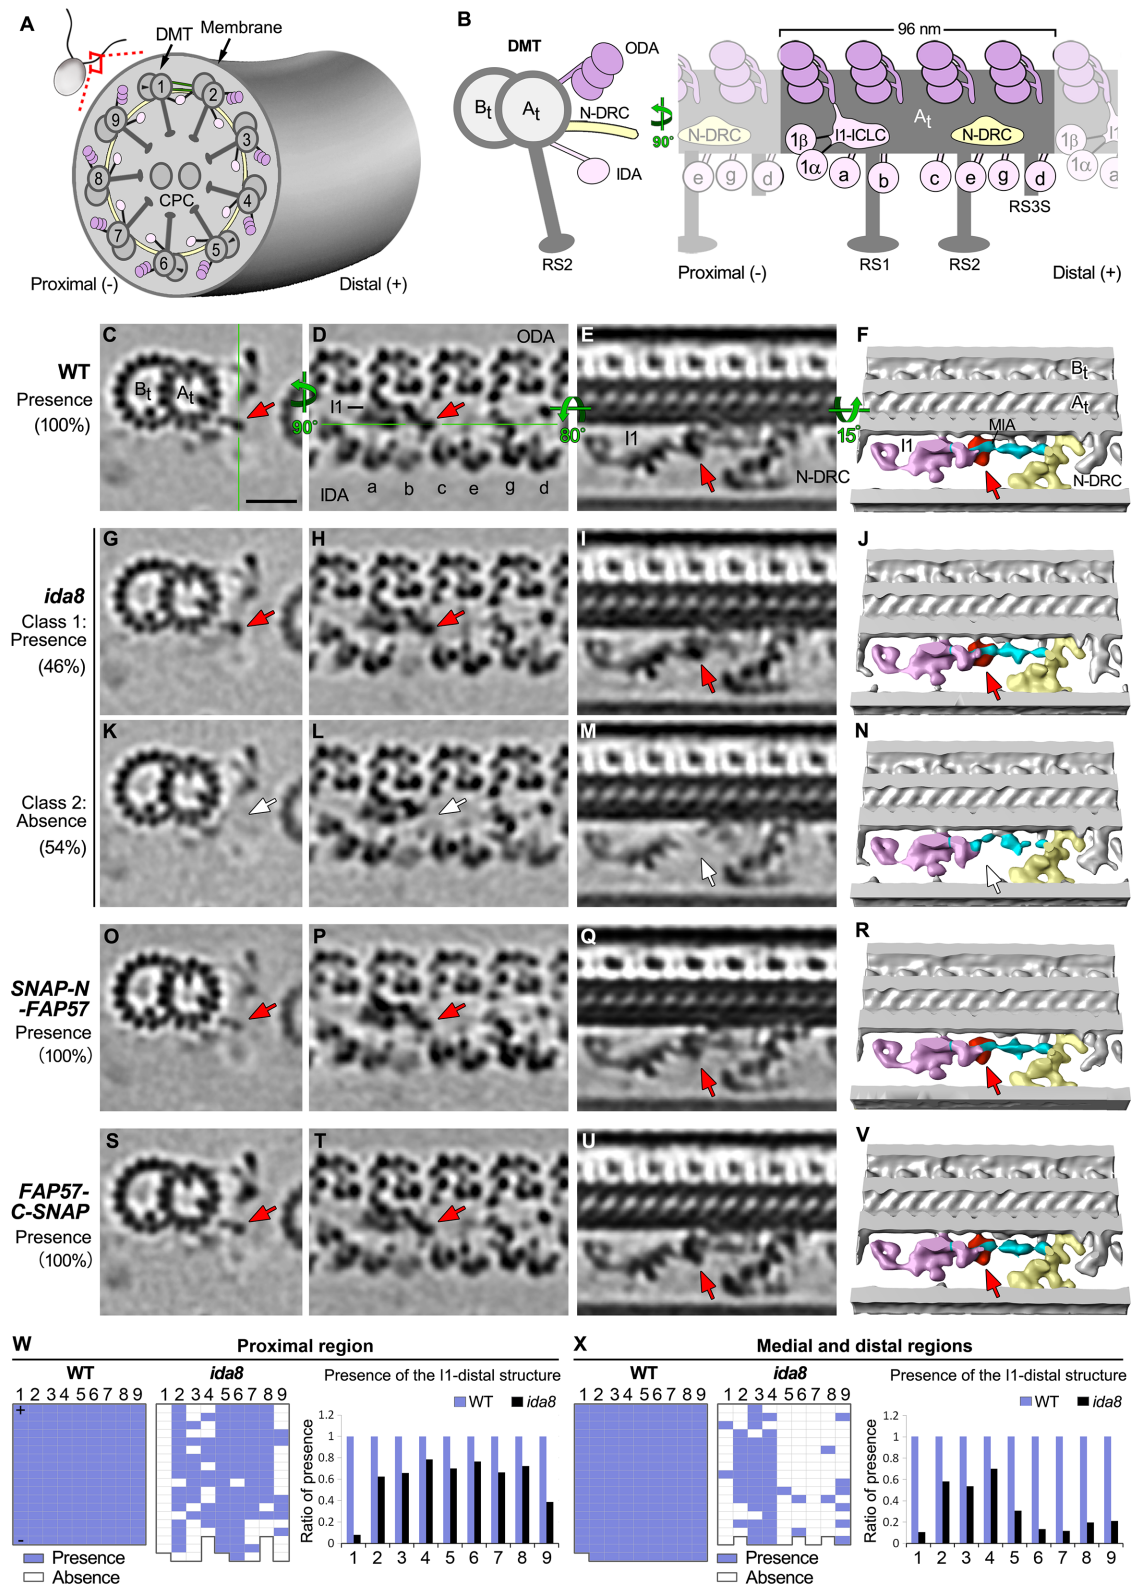 A
DMT
Membrane
1
2
3
4
5
6
7
8
9
CPC
Proximal (-)
Distal (+)
B
DMT
ODA
Bt
At
N-DRC
IDA
RS2
90°
96 nm
N-DRC
At
1β
I1-ICLC
N-DRC
1β
I1
1α
1α
e
g
d
a
b
c
e
g
d
a
RS3S
Proximal (-)
RS1
RS2
Distal (+)
WT
Presence
(100%)
C
Bt
At
90°
D
ODA
I1
IDA
a
b
c
e
g
d
80°
E
I1
N-DRC
15°
F
Bt
At
MIA
I1
N-DRC
ida8
Class 1:
Presence
(46%)
G
H
I
J
Class 2:
Absence
(54%)
K
L
M
N
SNAP-N
-FAP57
Presence
(100%)
O
P
Q
R
FAP57-
C-SNAP
Presence
(100%)
S
T
U
V
W
Proximal region
WT
1 2 3 4 5 6 7 8 9
+
-
ida8
1 2 3 4 5 6 7 8 9
Presence
Absence
Presence of the I1-distal structure
WT
ida8
Ratio of presence
1.2
1
0.8
0.6
0.4
0.2
0
1 2 3 4 5 6 7 8 9
X
Medial and distal regions
WT
1 2 3 4 5 6 7 8 9
ida8
1 2 3 4 5 6 7 8 9
Presence
Absence
Presence of the I1-distal structure
WT
ida8
Ratio of presence
1.2
1
0.8
0.6
0.4
0.2
0
1 2 3 4 5 6 7 8 9